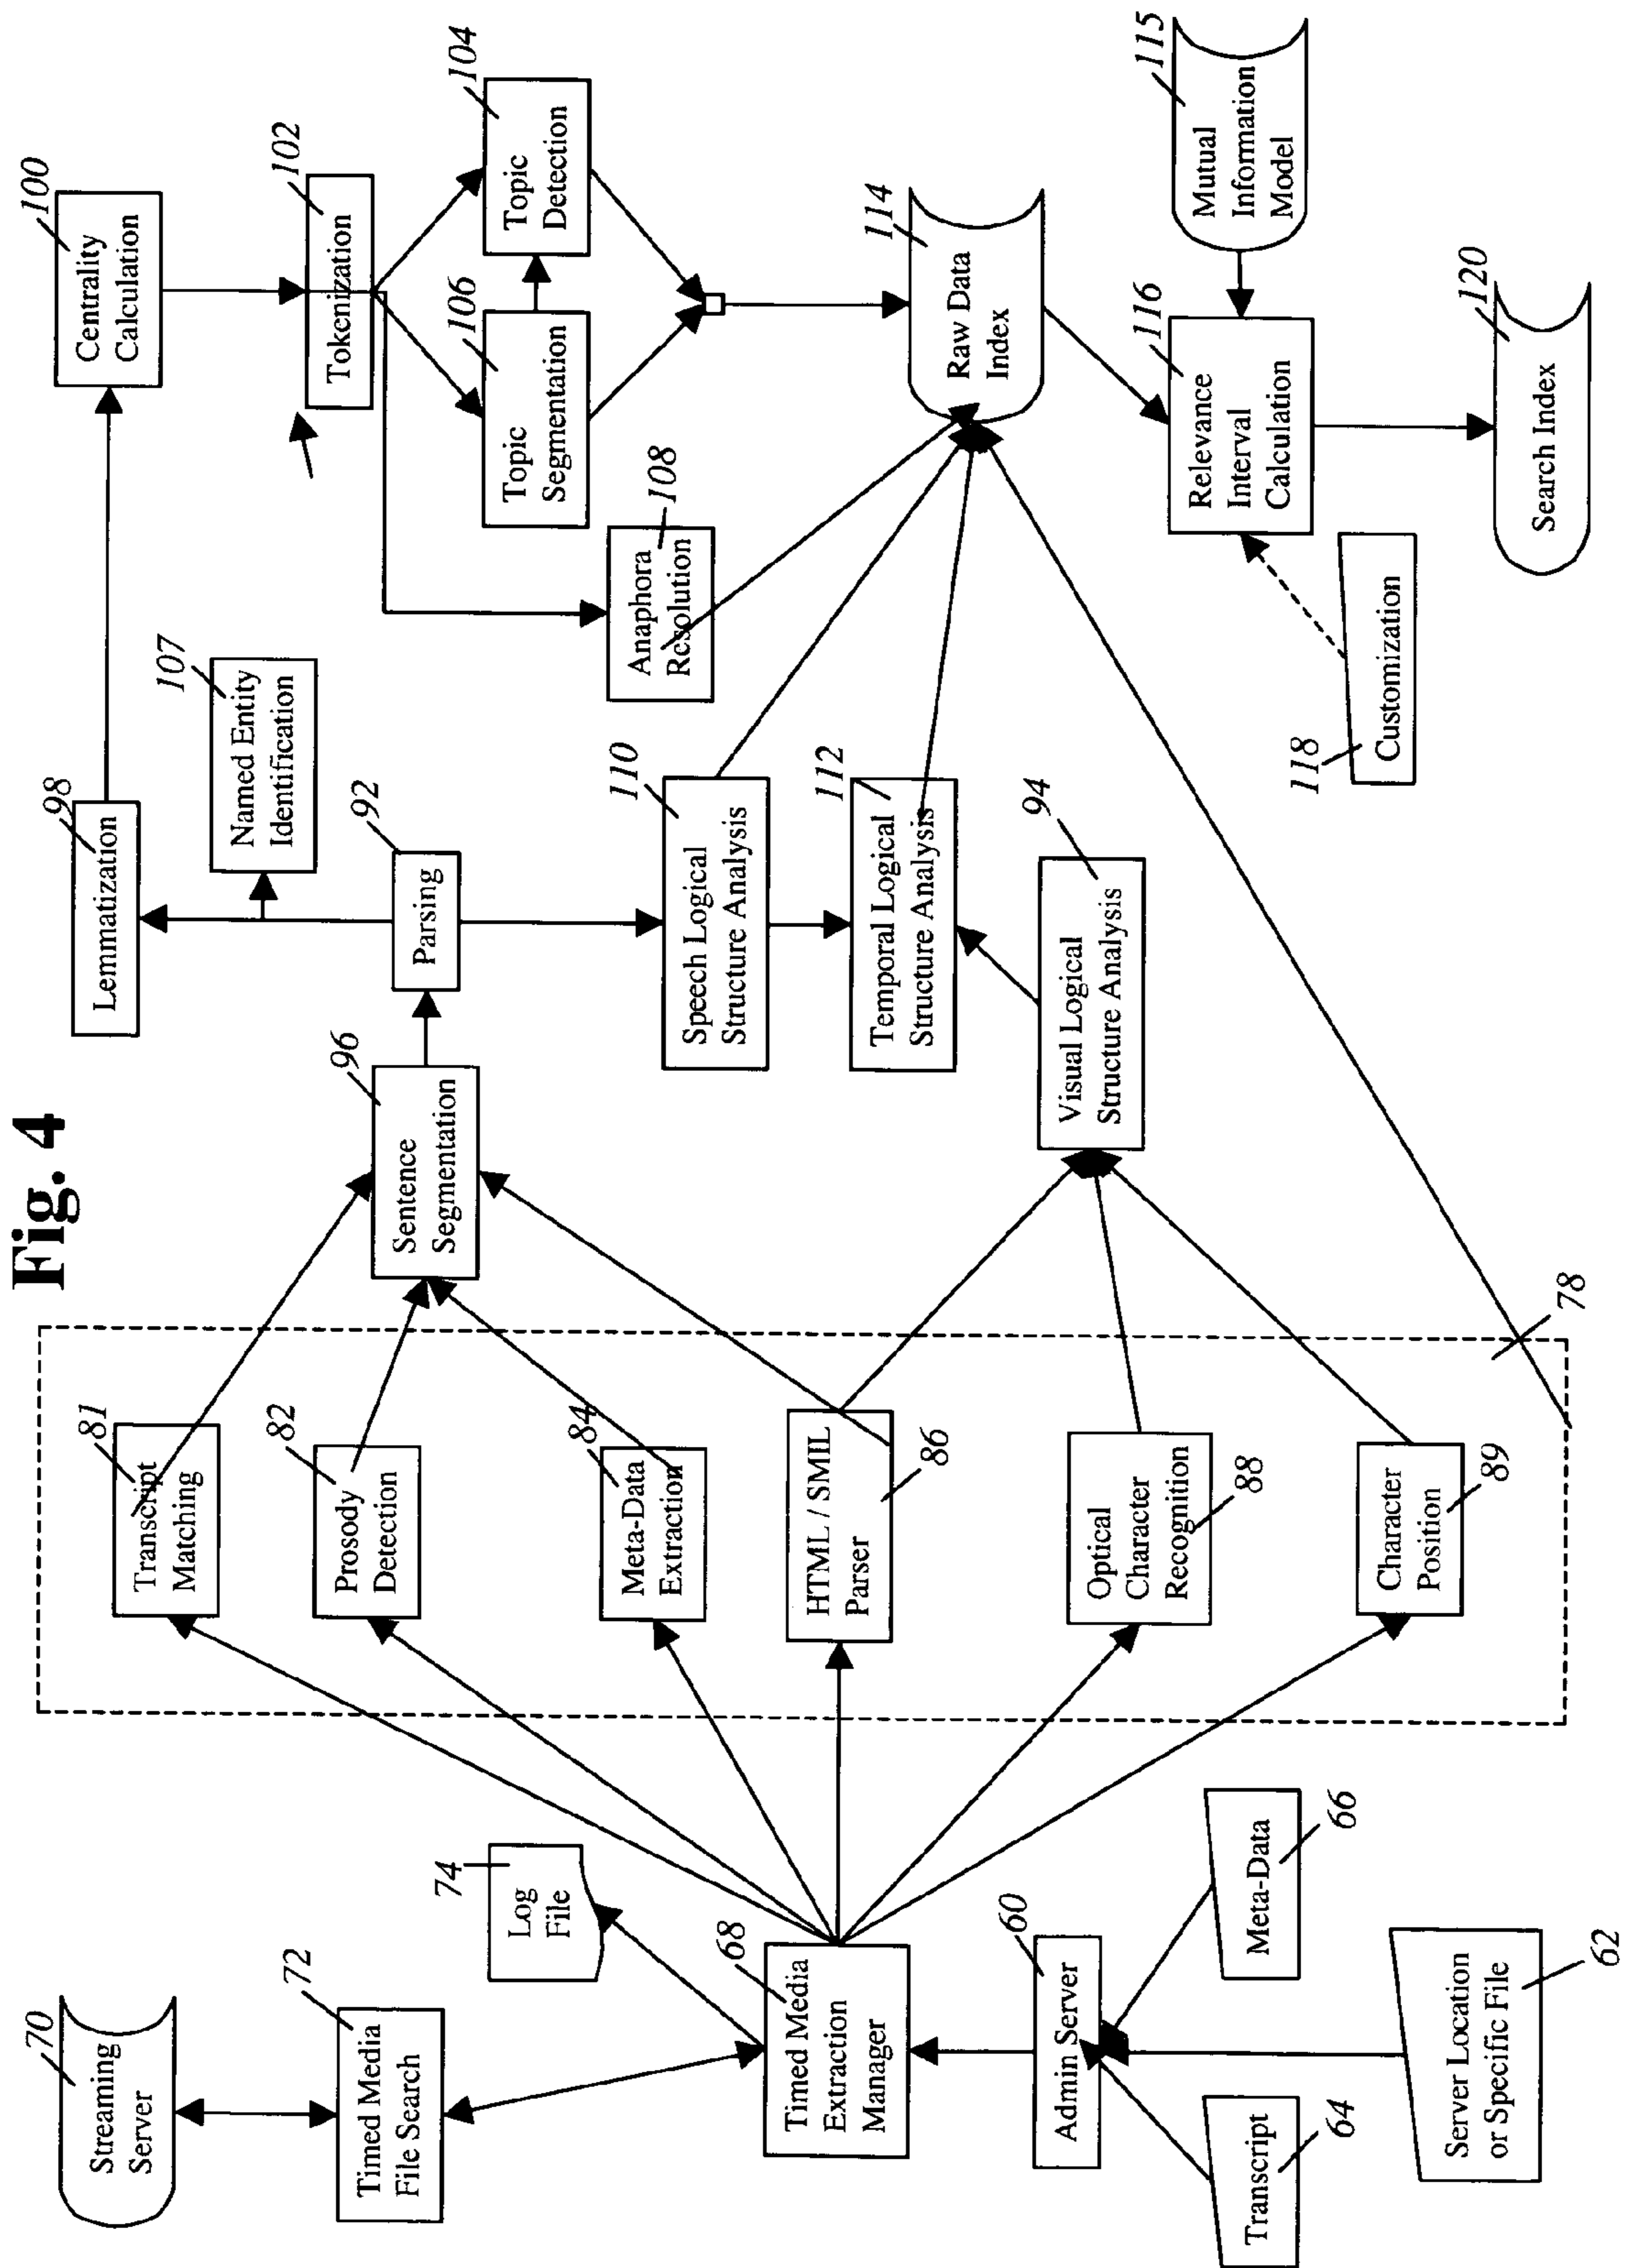 Fig. 4
70
Streaming
Server
72
Timed Media
File Search
74
Log
File
68
Timed Media
Extraction
Manager
60
Admin Server
Transcript
64
Meta-Data
66
Server Location
or Specific File
62
81
Transcript
Matching
82
Prosody
Detection
84
Meta-Data
Extraction
HTML / SMIL
Parser
86
Optical
Character
Recognition
88
Character
Position
89
78
96
Sentence
Segmentation
92
Parsing
98
Lemmatization
107
Named Entity
Identification
110
Speech Logical
Structure Analysis
112
Temporal Logical
Structure Analysis
94
Visual Logical
Structure Analysis
100
Centrality
Calculation
102
Tokenization
104
Topic
Detection
106
Topic
Segmentation
108
Anaphora
Resolution
114
Raw Data
Index
115
Mutual
Information
Model
116
Relevance
Interval
Calculation
118
Customization
120
Search Index